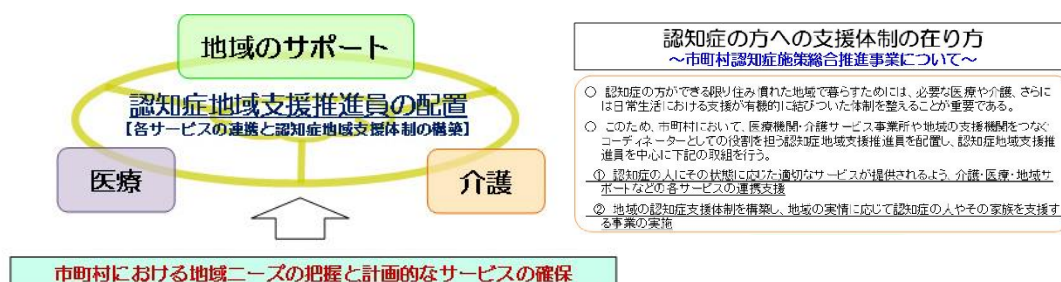 地域のサポート
認知症地域支援推進員の配置
【各サービスの連携と認知症地域支援体制の構築】
医療
介護
市町村における地域ニーズの把握と計画的なサービスの確保
認知症の方への支援体制の在り方
～市町村認知症施策総合推進事業について～
○ 認知症の方ができる限り住み慣れた地域で暮らすためには、必要な医療や介護、さらに
は日常生活における支援が有機的に結びついた体制を整えることが重要である。
○ このため、市町村において、医療機関・介護サービス事業所や地域の支援機関をつなぐ
コーディネーターとしての役割を担う認知症地域支援推進員を配置し、認知症地域支援推
進員を中心に下記の取組を行う。
① 認知症の人にその状態に応じた適切なサービスが提供されるよう、介護・医療・地域サ
ポートなどの各サービスの連携支援
② 地域の認知症支援体制を構築し、地域の実情に応じて認知症の人やその家族を支援す
る事業の実施